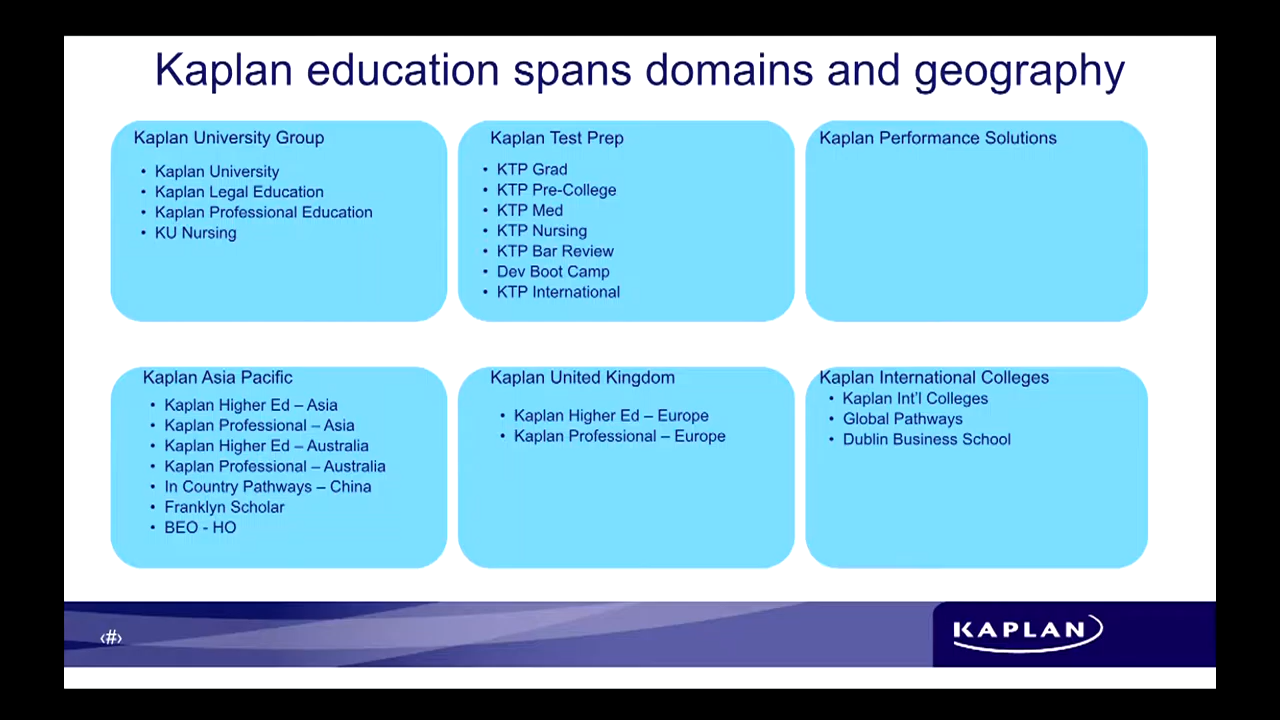 Kaplan education spans domains and geography
Kaplan University Group
• Kaplan University
• Kaplan Legal Education
• Kaplan Professional Education
• KU Nursing
Kaplan Test Prep
• KTP Grad
• KTP Pre-College
• KTP Med
• KTP Nursing
• KTP Bar Review
• Dev Boot Camp
• KTP International
Kaplan Performance Solutions
Kaplan Asia Pacific
• Kaplan Higher Ed – Asia
• Kaplan Professional – Asia
• Kaplan Higher Ed – Australia
• Kaplan Professional – Australia
• In Country Pathways – China
• Franklyn Scholar
• BEO - HO
Kaplan United Kingdom
• Kaplan Higher Ed – Europe
• Kaplan Professional – Europe
Kaplan International Colleges
• Kaplan Int’l Colleges
• Global Pathways
• Dublin Business School
‹#›
KAPLAN